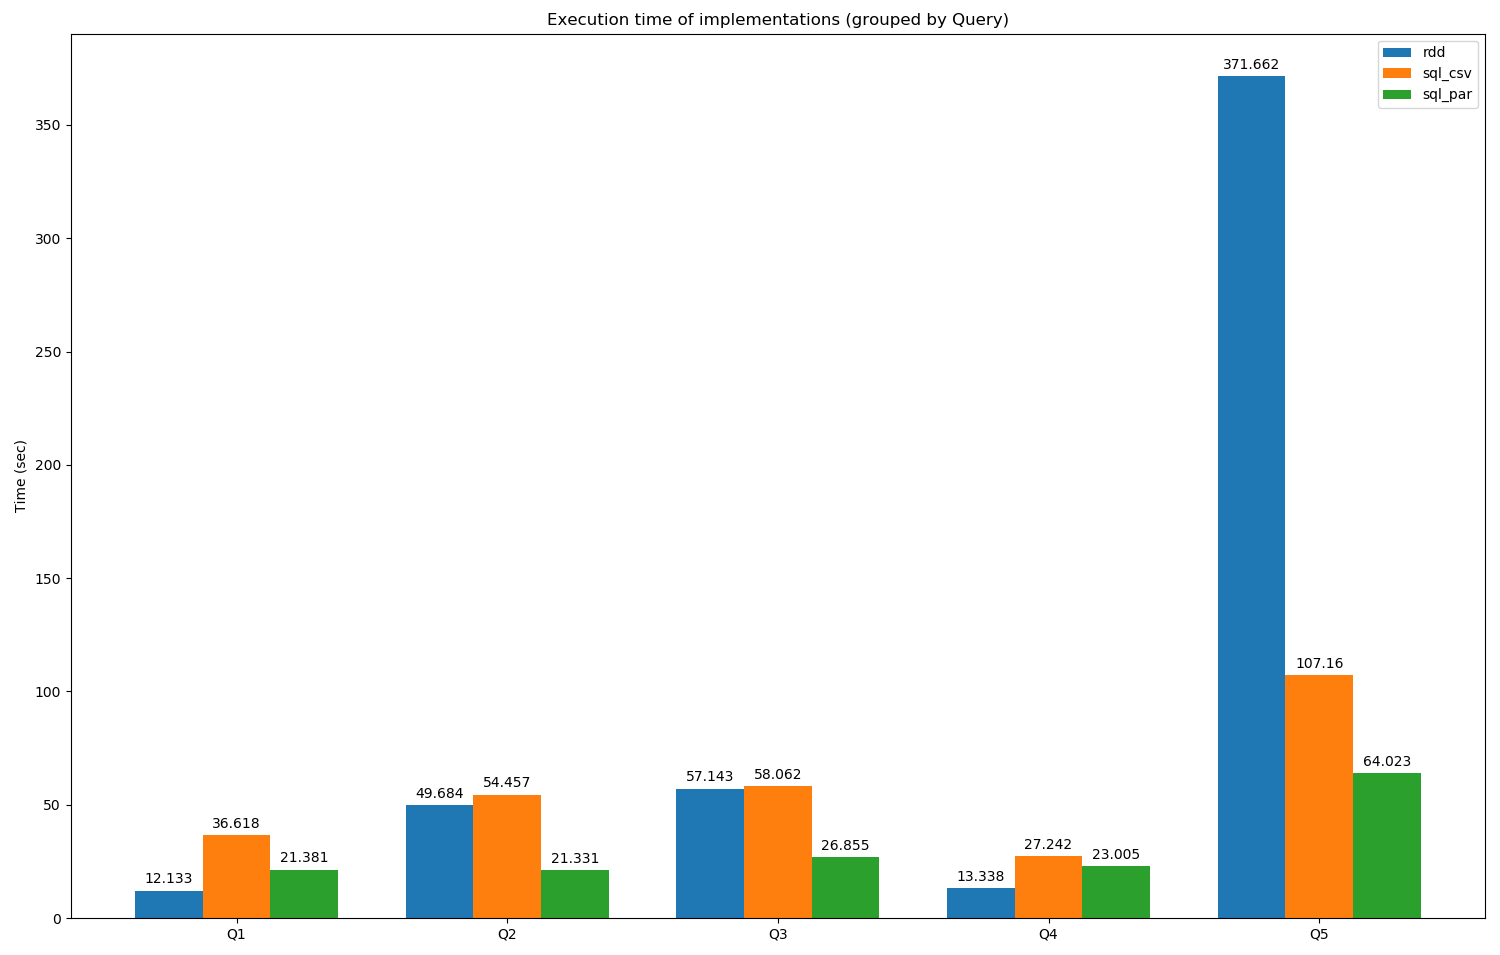 Execution time of implementations (grouped by Query)
rdd
sql_csv
sql_par
Time (sec)
350
300
250
200
150
100
50
0
12.133
36.618
21.381
49.684
54.457
21.331
57.143
58.062
26.855
13.338
27.242
23.005
371.662
107.16
64.023
Q1
Q2
Q3
Q4
Q5